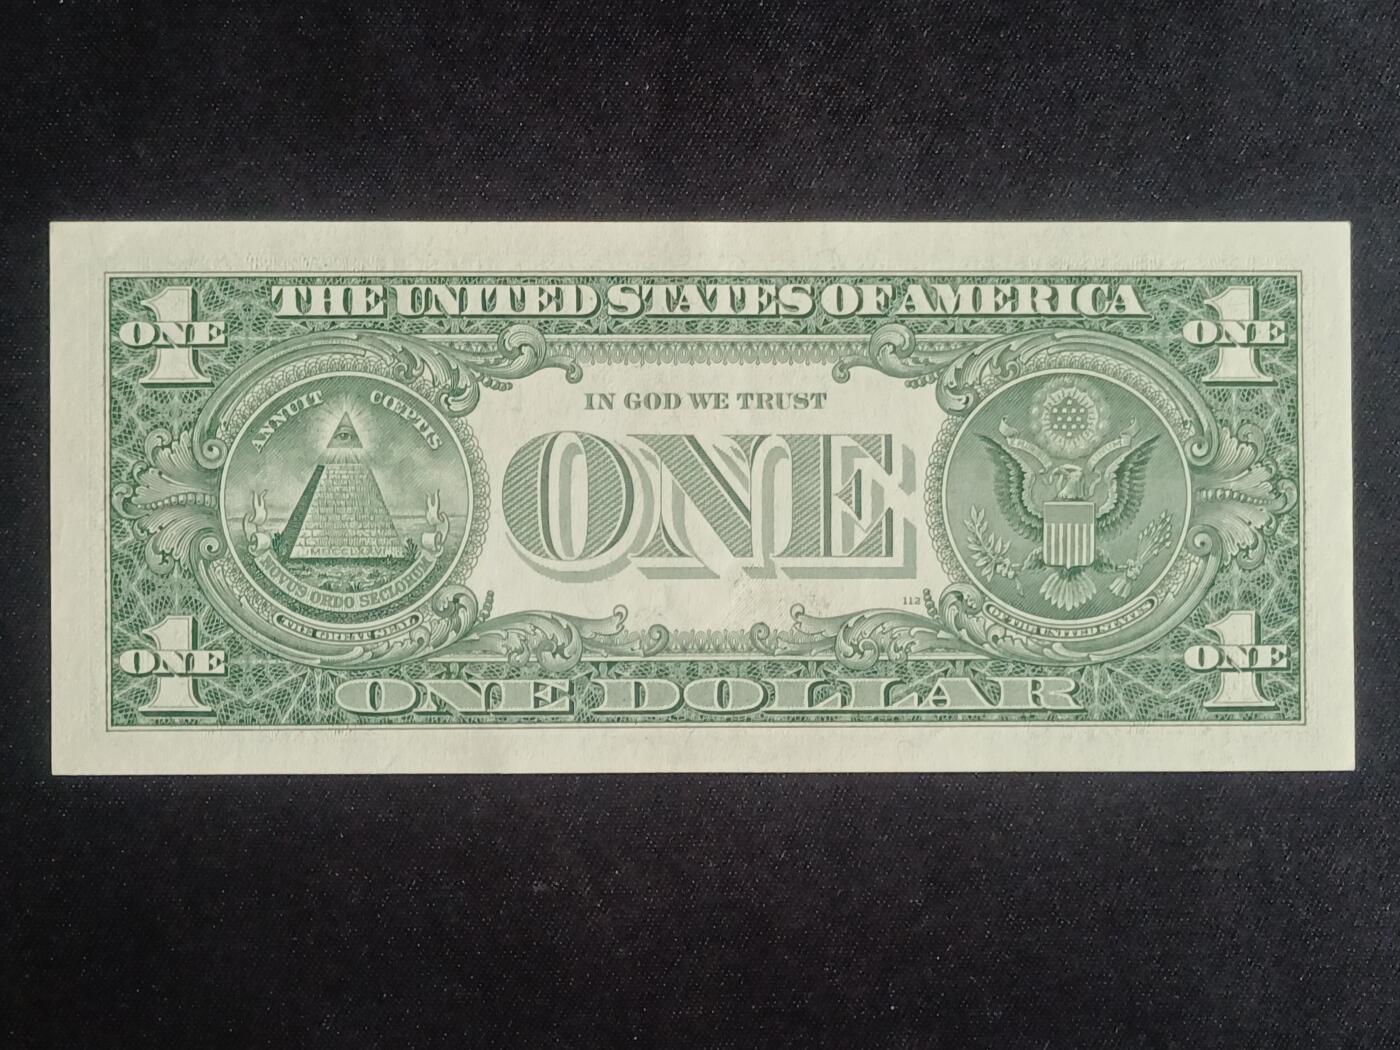 THE UNITED STATES OF AMERICA
1
ONE
1
ONE
ANNUIT CŒPTIS
IN GOD WE TRUST
ONE
MDCCLXXVI
NOVUS ORDO SECLORUM
THE GREAT SEAL
112
OF THE UNITED STATES
1
ONE
1
ONE
ONE DOLLAR